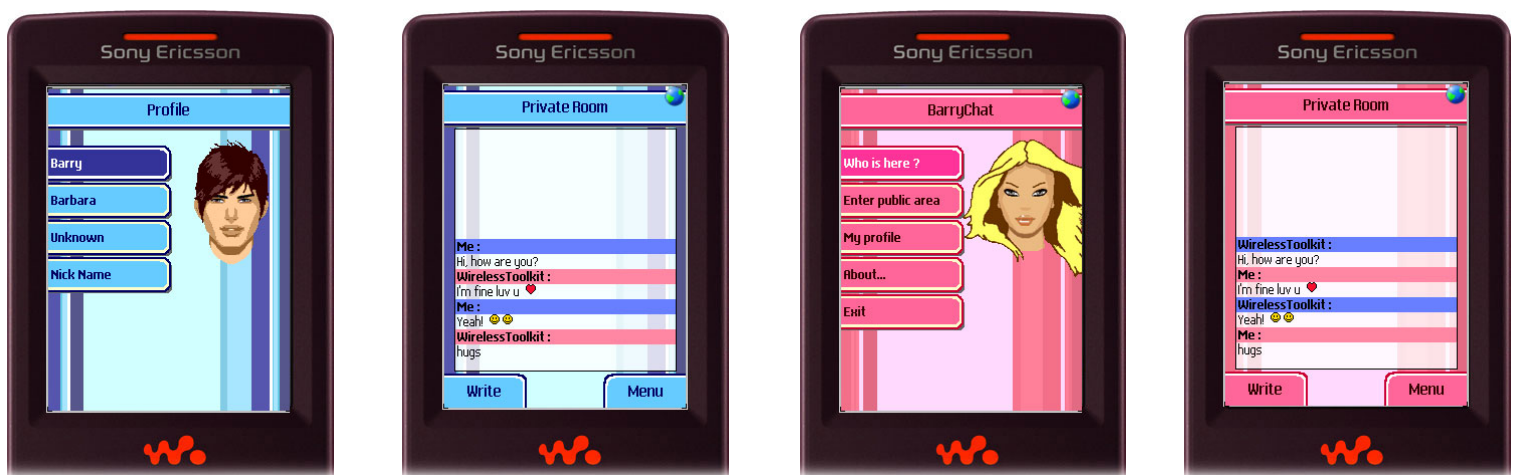 Sony Ericsson
Profile
Barry
Barbara
Unknown
Nick Name
Sony Ericsson
Private Room
Me :
Hi, how are you?
WirelessToolkit :
I'm fine luv u
Me :
Yeah!
WirelessToolkit :
hugs
Write
Menu
Sony Ericsson
BarryChat
Who is here ?
Enter public area
My profile
About...
Exit
Sony Ericsson
Private Room
WirelessToolkit :
Hi, how are you?
Me :
I'm fine luv u
WirelessToolkit :
Yeah!
Me :
hugs
Write
Menu